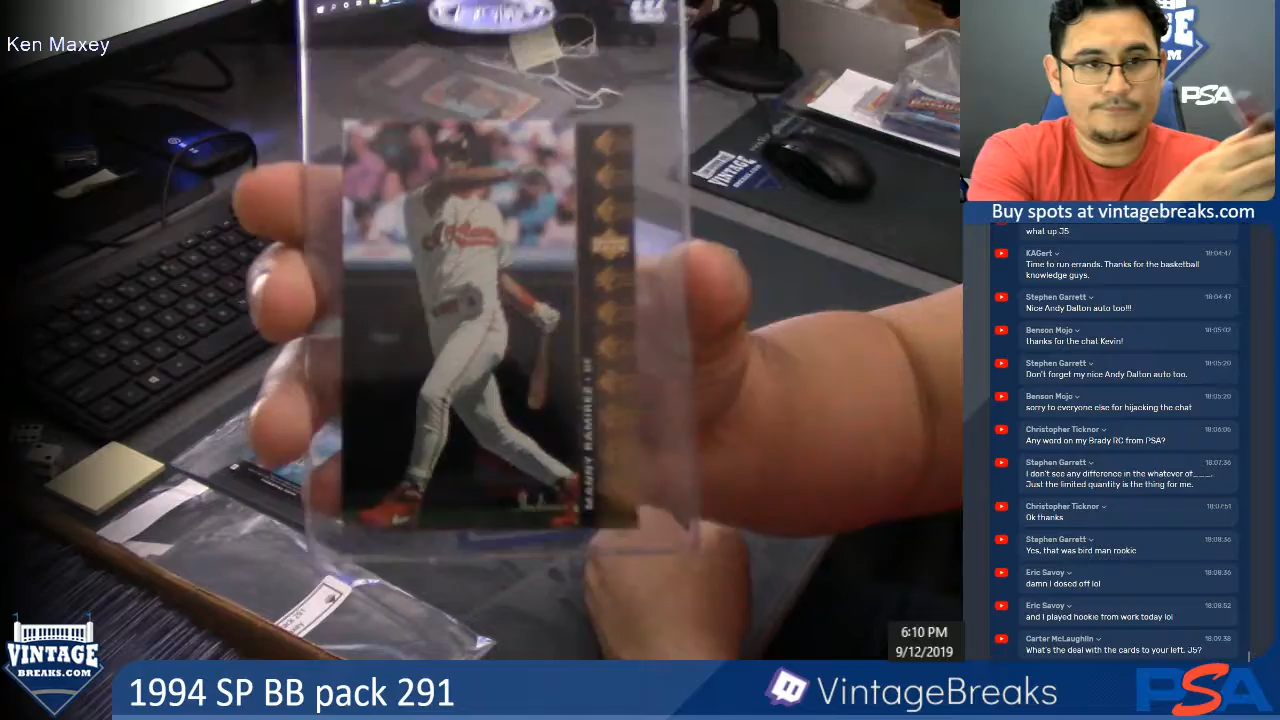 Ken Maxey
MANNY RAMIREZ • OF
VINTAGE
BREAKS.COM
PSA
Buy spots at vintagebreaks.com
what up J5
KAGert 18:04:47
Time to run errands. Thanks for the basketball
knowledge guys.
Stephen Garrett 18:04:47
Nice Andy Dalton auto too!!!
Benson Mojo 18:05:02
thanks for the chat Kevin!
Stephen Garrett 18:05:20
Don't forget my nice Andy Dalton auto too.
Benson Mojo 18:05:20
sorry to everyone else for hijacking the chat
Christopher Ticknor 18:06:06
Any word on my Brady RC from PSA?
Stephen Garrett 18:07:36
I don't see any difference in the whatever of____.
Just the limited quantity is the thing for me.
Christopher Ticknor 18:07:51
Ok thanks
Stephen Garrett 18:08:36
Yes, that was bird man rookie
Eric Savoy 18:08:36
damn I dosed off lol
Eric Savoy 18:08:52
and I played hookie from work today lol
Carter McLaughlin 18:09:38
What's the deal with the cards to your left, J5?
6:10 PM
9/12/2019
VINTAGE
BREAKS.COM
1994 SP BB pack 291
VintageBreaks
PSA